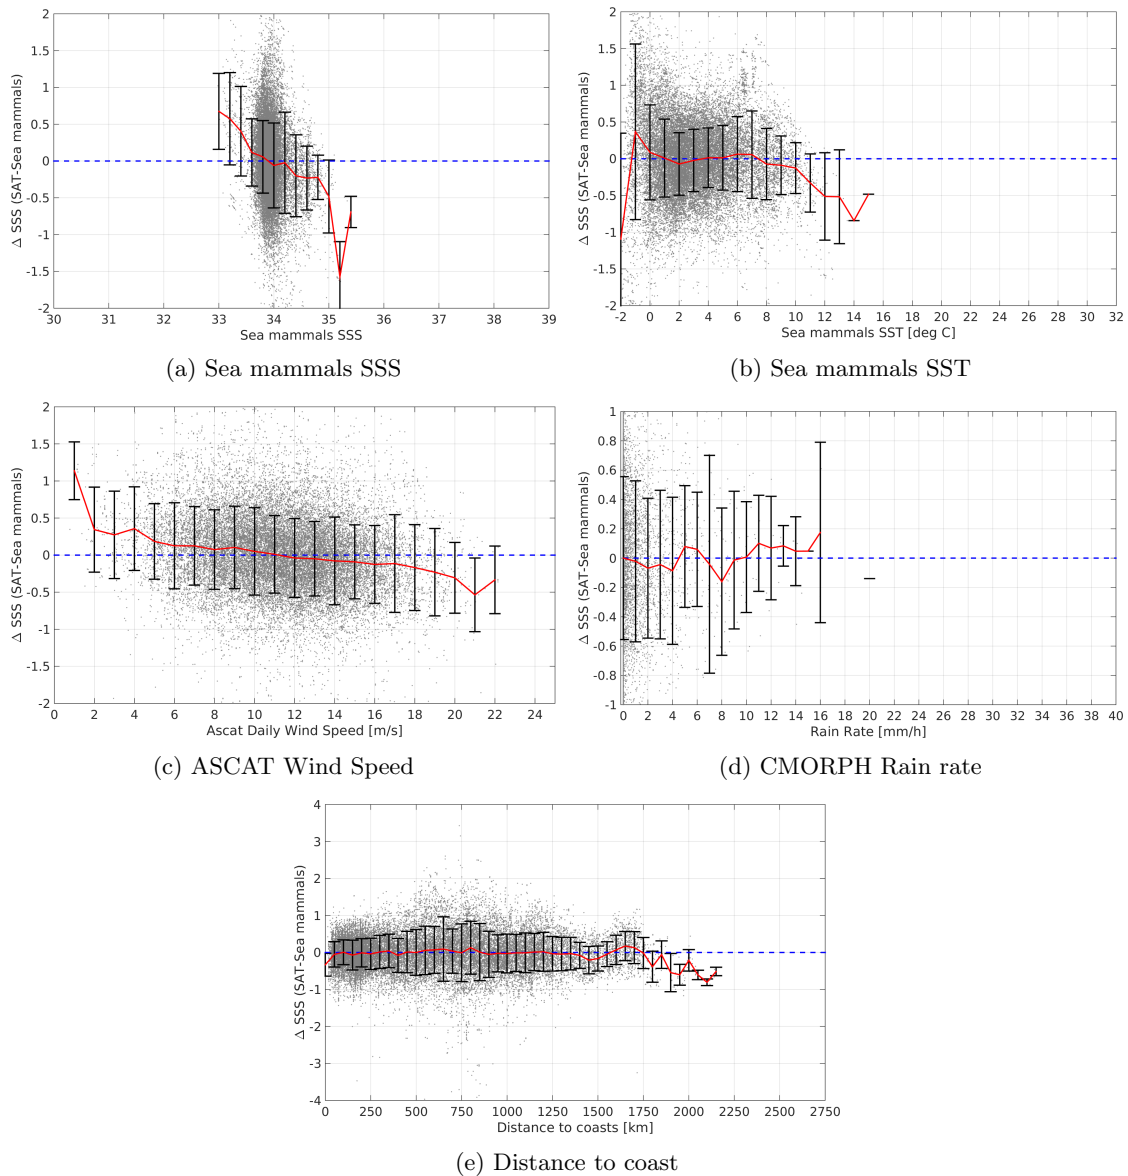 2
1.5
1
0.5
0
-0.5
-1
-1.5
-2
Δ SSS (SAT-Sea mammals)
30 31 32 33 34 35 36 37 38 39
Sea mammals SSS
(a) Sea mammals SSS
2
1.5
1
0.5
0
-0.5
-1
-1.5
-2
Δ SSS (SAT-Sea mammals)
-2 0 2 4 6 8 10 12 14 16 18 20 22 24 26 28 30 32
Sea mammals SST [deg C]
(b) Sea mammals SST
2
1.5
1
0.5
0
-0.5
-1
-1.5
-2
Δ SSS (SAT-Sea mammals)
0 2 4 6 8 10 12 14 16 18 20 22 24
Ascat Daily Wind Speed [m/s]
(c) ASCAT Wind Speed
1
0.8
0.6
0.4
0.2
0
-0.2
-0.4
-0.6
-0.8
-1
Δ SSS (SAT-Sea mammals)
0 2 4 6 8 10 12 14 16 18 20 22 24 26 28 30 32 34 36 38 40
Rain Rate [mm/h]
(d) CMORPH Rain rate
4
3
2
1
0
-1
-2
-3
-4
Δ SSS (SAT-Sea mammals)
0 250 500 750 1000 1250 1500 1750 2000 2250 2500 2750
Distance to coasts [km]
(e) Distance to coast